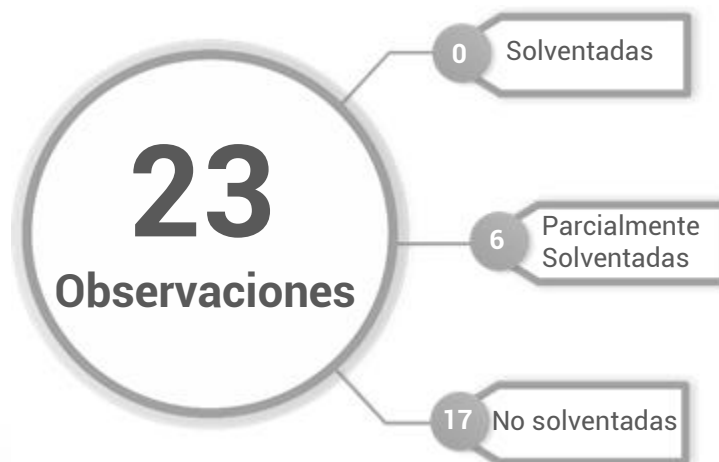 23
Observaciones
0
Solventadas
6
Parcialmente
Solventadas
17
No solventadas